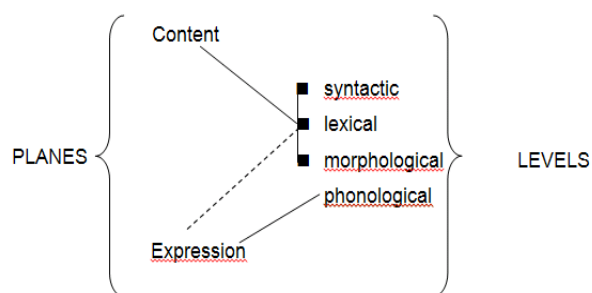 Content
syntactic
lexical
PLANES
morphological
LEVELS
phonological
Expression